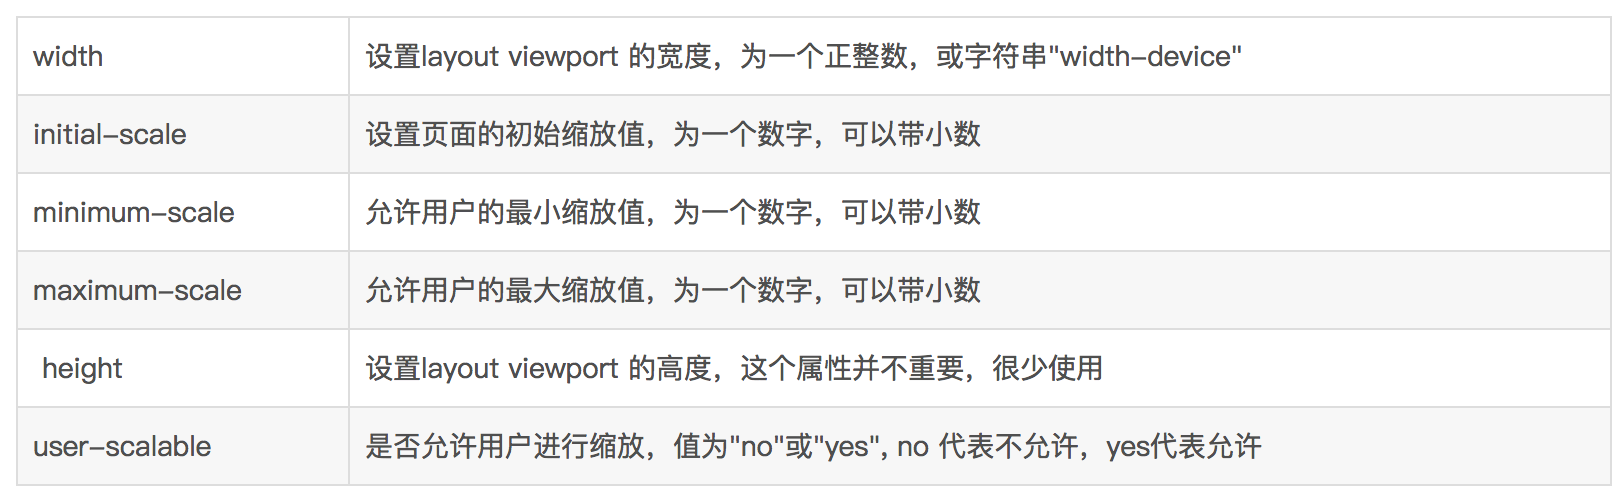 width 设置layout viewport 的宽度，为一个正整数，或字符串"width-device"
initial-scale 设置页面的初始缩放值，为一个数字，可以带小数
minimum-scale 允许用户的最小缩放值，为一个数字，可以带小数
maximum-scale 允许用户的最大缩放值，为一个数字，可以带小数
height 设置layout viewport 的高度，这个属性并不重要，很少使用
user-scalable 是否允许用户进行缩放，值为"no"或"yes", no 代表不允许，yes代表允许